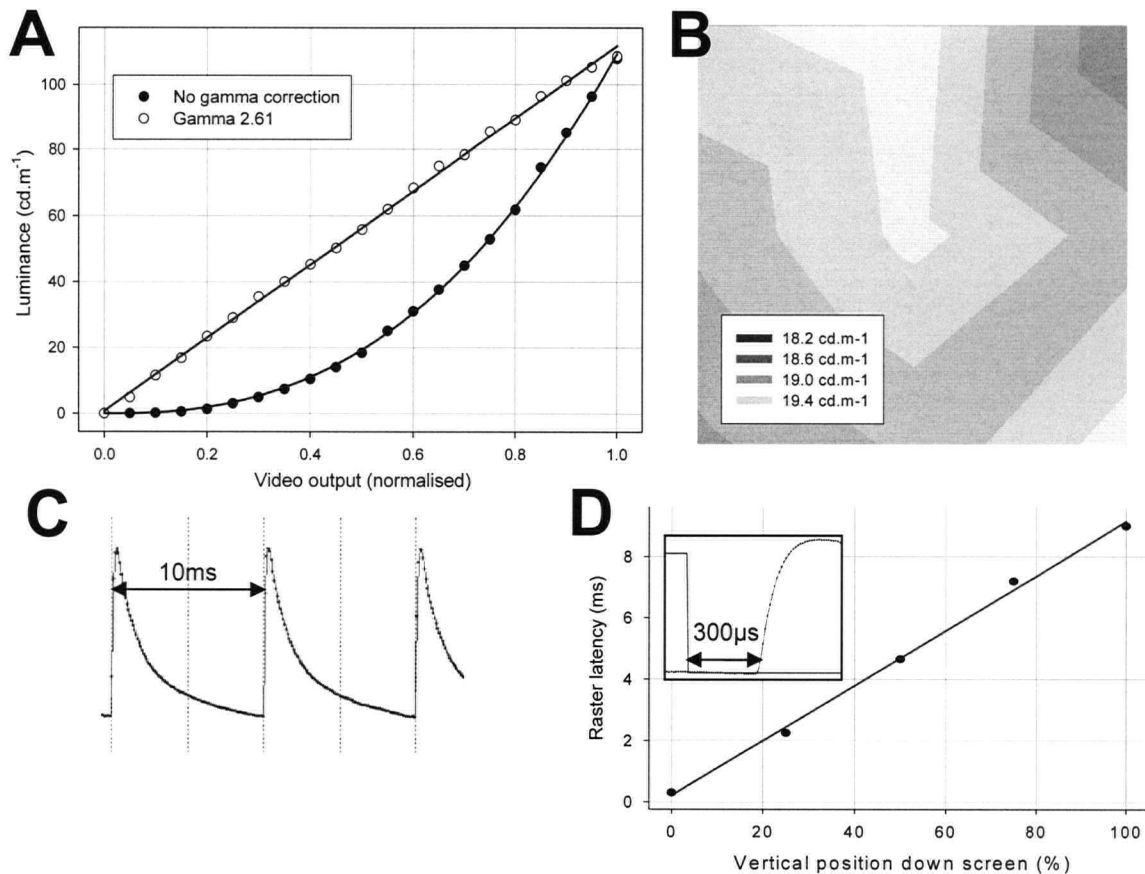 A
Luminance (cd.m-1)
100
80
60
40
20
0
No gamma correction
Gamma 2.61
0.0 0.2 0.4 0.6 0.8 1.0
Video output (normalised)
B
18.2 cd.m-1
18.6 cd.m-1
19.0 cd.m-1
19.4 cd.m-1
C
10ms
D
Raster latency (ms)
8
6
4
2
0
300µs
0 20 40 60 80 100
Vertical position down screen (%)